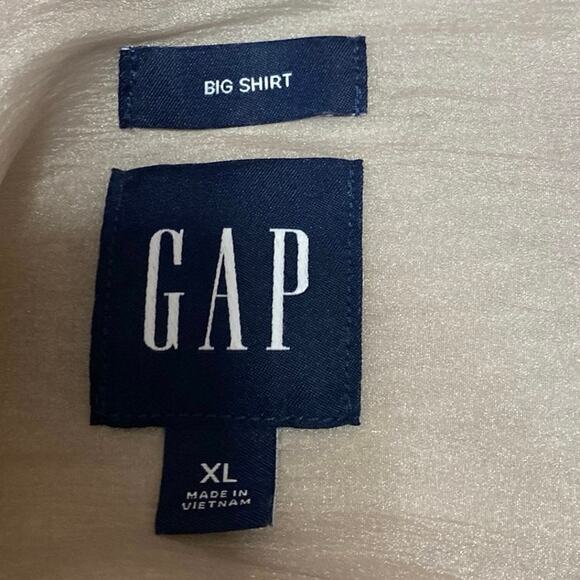 BIG SHIRT
GAP
XL
MADE IN
VIETNAM